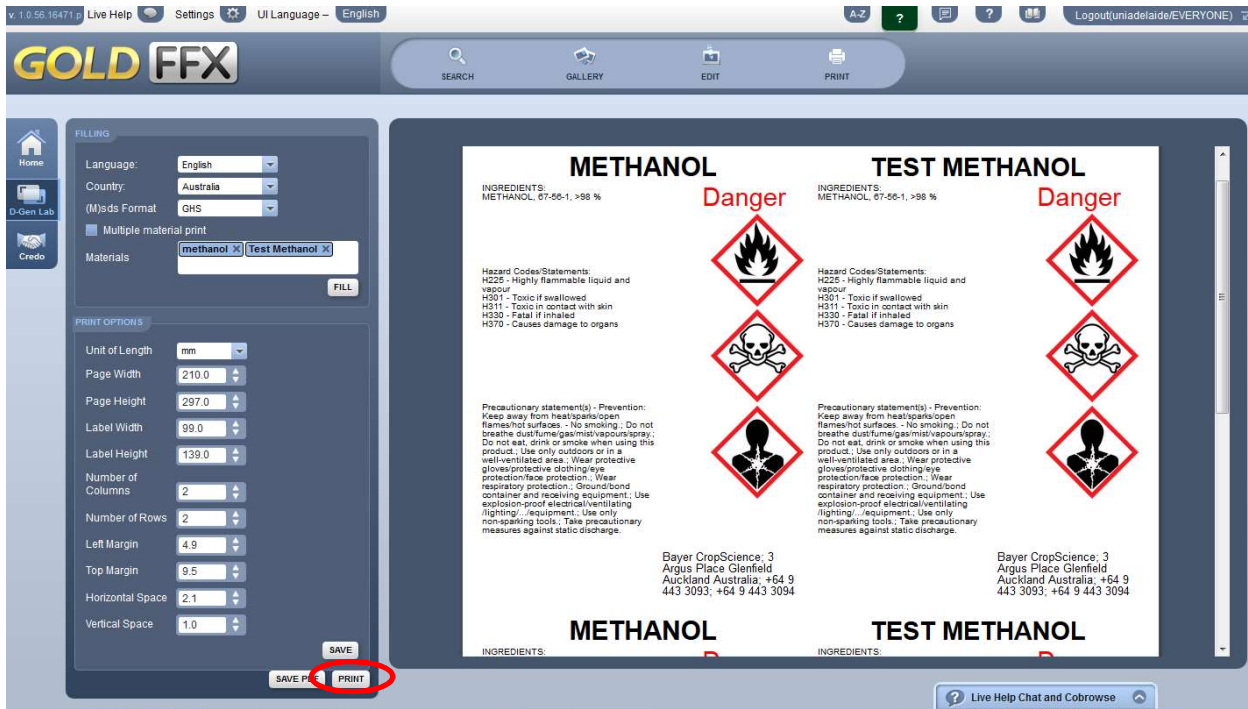 v. 1.0.56.16471.p Live Help Settings UI Language – English A-Z ? ? Logout(uniadelaide/EVERYONE)
GOLD FFX
SEARCH GALLERY EDIT PRINT
Home
D-Gen Lab
Credo
FILLING
Language: English
Country: Australia
(M)sds Format GHS
Multiple material print
Materials methanol X Test Methanol X
FILL
PRINT OPTIONS
Unit of Length mm
Page Width 210.0
Page Height 297.0
Label Width 99.0
Label Height 139.0
Number of
Columns 2
Number of Rows 2
Left Margin 4.9
Top Margin 9.5
Horizontal Space 2.1
Vertical Space 1.0
SAVE
SAVE PDF PRINT
METHANOL
INGREDIENTS:
METHANOL, 67-56-1, >98 %
Danger
Hazard Codes/Statements:
H225 - Highly flammable liquid and
vapour
H301 - Toxic if swallowed
H311 - Toxic in contact with skin
H330 - Fatal if inhaled
H370 - Causes damage to organs
Precautionary statement(s) - Prevention:
Keep away from heat/sparks/open
flames/hot surfaces. - No smoking.; Do not
breathe dust/fume/gas/mist/vapours/spray.;
Do not eat, drink or smoke when using this
product.; Use only outdoors or in a
well-ventilated area.; Wear protective
gloves/protective clothing/eye
protection/face protection.; Wear
respiratory protection.; Ground/bond
container and receiving equipment.; Use
explosion-proof electrical/ventilating
/lighting/.../equipment.; Use only
non-sparking tools.; Take precautionary
measures against static discharge.
Bayer CropScience; 3
Argus Place Glenfield
Auckland Australia; +64 9
443 3093; +64 9 443 3094
TEST METHANOL
INGREDIENTS:
METHANOL, 67-56-1, >98 %
Danger
Hazard Codes/Statements:
H225 - Highly flammable liquid and
vapour
H301 - Toxic if swallowed
H311 - Toxic in contact with skin
H330 - Fatal if inhaled
H370 - Causes damage to organs
Precautionary statement(s) - Prevention:
Keep away from heat/sparks/open
flames/hot surfaces. - No smoking.; Do not
breathe dust/fume/gas/mist/vapours/spray.;
Do not eat, drink or smoke when using this
product.; Use only outdoors or in a
well-ventilated area.; Wear protective
gloves/protective clothing/eye
protection/face protection.; Wear
respiratory protection.; Ground/bond
container and receiving equipment.; Use
explosion-proof electrical/ventilating
/lighting/.../equipment.; Use only
non-sparking tools.; Take precautionary
measures against static discharge.
Bayer CropScience; 3
Argus Place Glenfield
Auckland Australia; +64 9
443 3093; +64 9 443 3094
METHANOL
INGREDIENTS:
TEST METHANOL
INGREDIENTS:
? Live Help Chat and Cobrowse